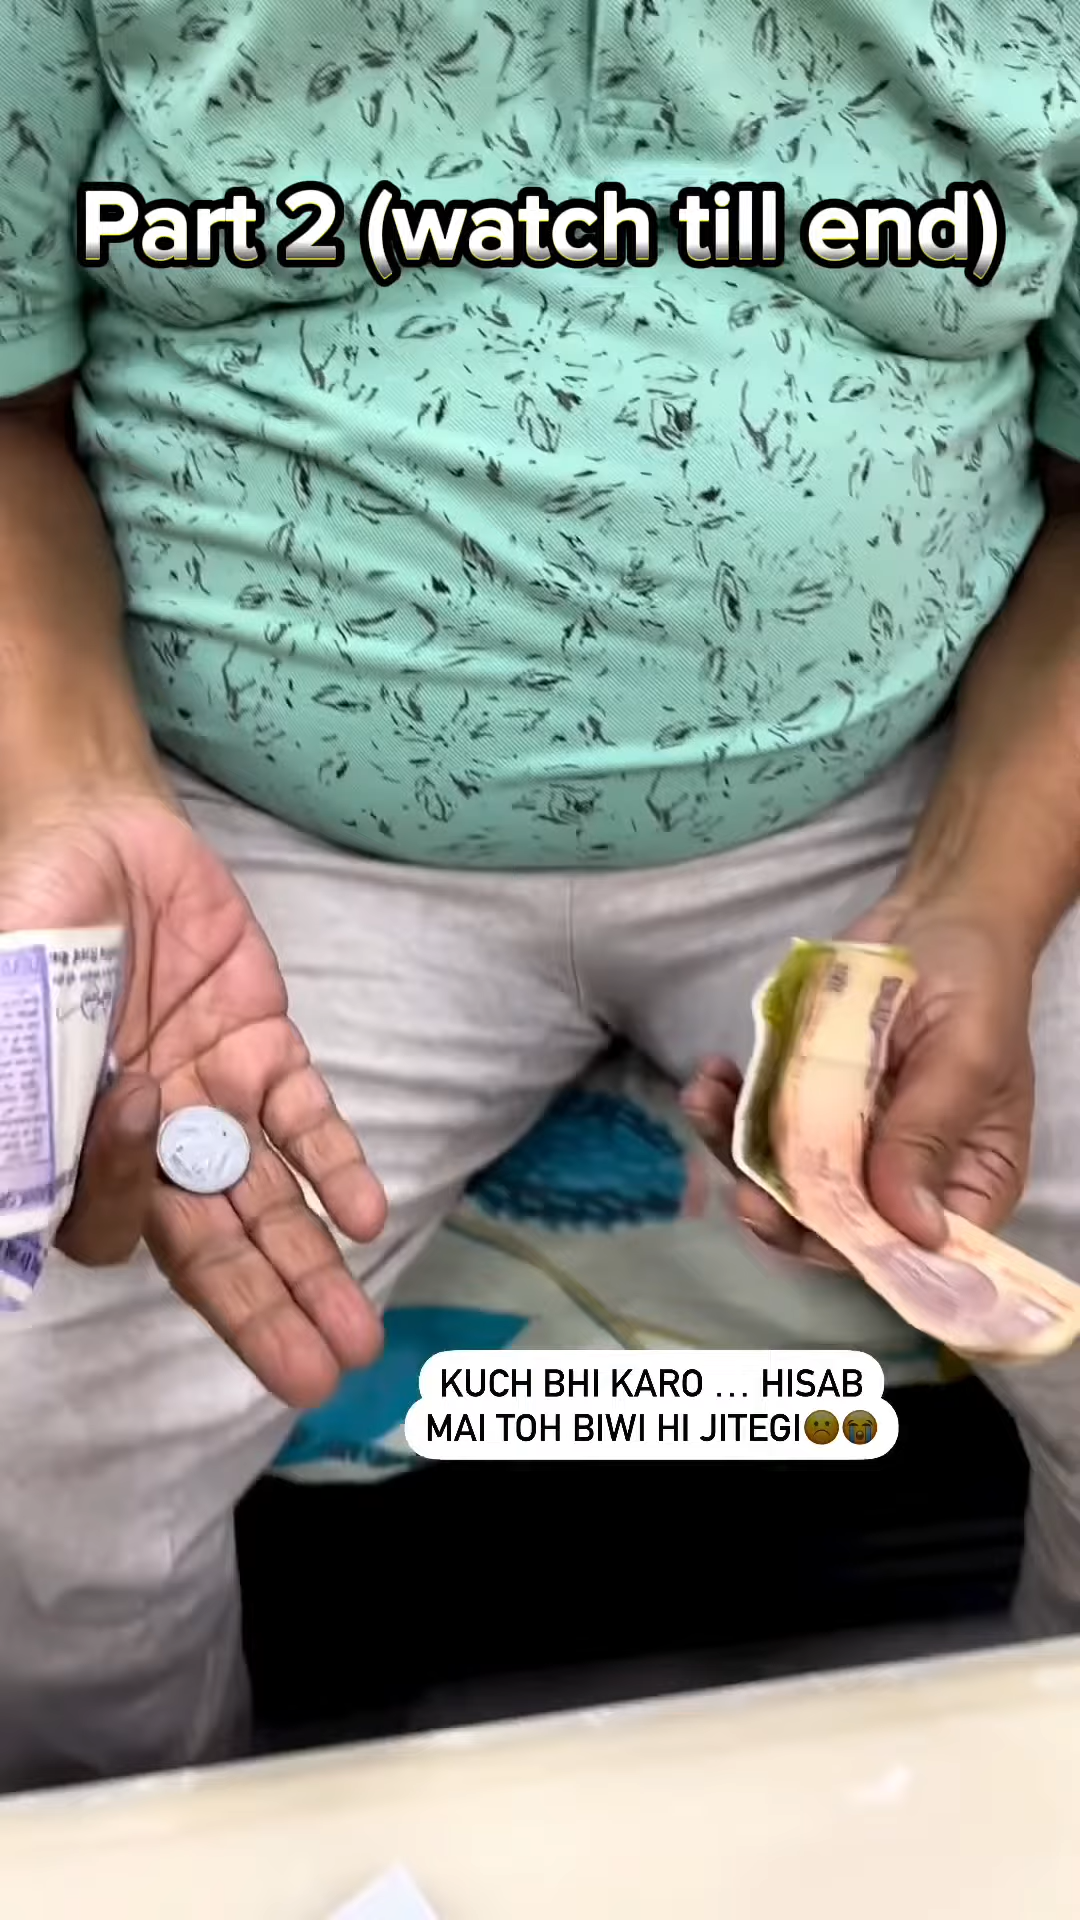 Part 2 (watch till end)
KUCH BHI KARO ... HISAB
MAI TOH BIWI HI JITEGI☹️😭